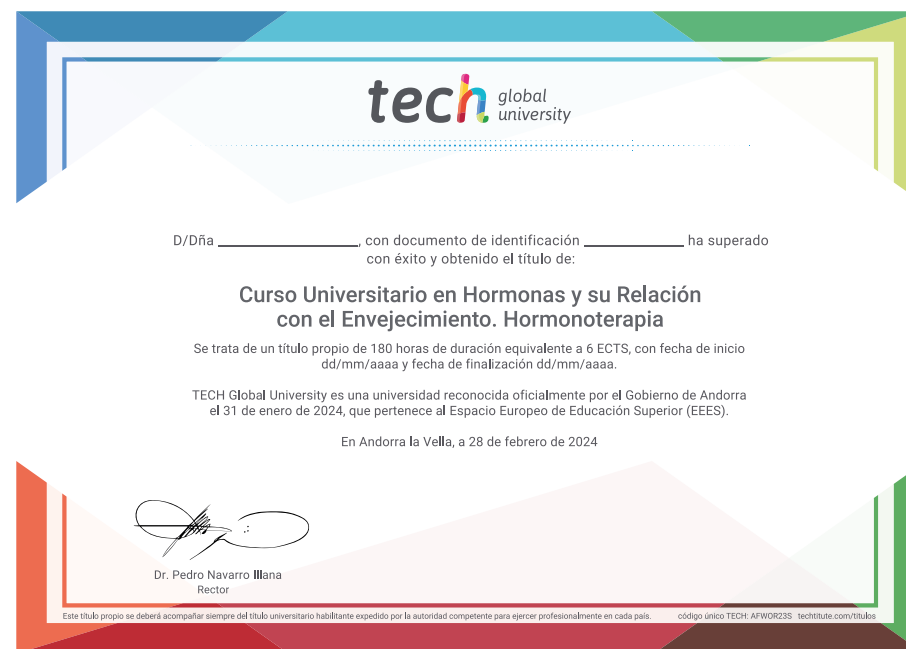 tech global university
D/Dña ____________________, con documento de identificación ______________ ha superado
con éxito y obtenido el título de:
Curso Universitario en Hormonas y su Relación
con el Envejecimiento. Hormonoterapia
Se trata de un título propio de 180 horas de duración equivalente a 6 ECTS, con fecha de inicio
dd/mm/aaaa y fecha de finalización dd/mm/aaaa.
TECH Global University es una universidad reconocida oficialmente por el Gobierno de Andorra
el 31 de enero de 2024, que pertenece al Espacio Europeo de Educación Superior (EEES).
En Andorra la Vella, a 28 de febrero de 2024
Dr. Pedro Navarro Illana
Rector
Este título propio se deberá acompañar siempre del título universitario habilitante expedido por la autoridad competente para ejercer profesionalmente en cada país. código único TECH: AFWOR23S techtitute.com/titulos